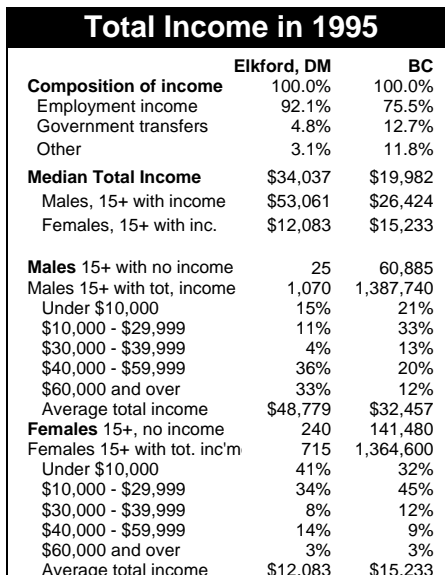 Total Income in 1995
Elkford, DM BC
Composition of income 100.0% 100.0%
Employment income 92.1% 75.5%
Government transfers 4.8% 12.7%
Other 3.1% 11.8%
Median Total Income $34,037 $19,982
Males, 15+ with income $53,061 $26,424
Females, 15+ with inc. $12,083 $15,233
Males 15+ with no income 25 60,885
Males 15+ with tot, income 1,070 1,387,740
Under $10,000 15% 21%
$10,000 - $29,999 11% 33%
$30,000 - $39,999 4% 13%
$40,000 - $59,999 36% 20%
$60,000 and over 33% 12%
Average total income $48,779 $32,457
Females 15+, no income 240 141,480
Females 15+ with tot. inc'm 715 1,364,600
Under $10,000 41% 32%
$10,000 - $29,999 34% 45%
$30,000 - $39,999 8% 12%
$40,000 - $59,999 14% 9%
$60,000 and over 3% 3%
Average total income $12,083 $15,233